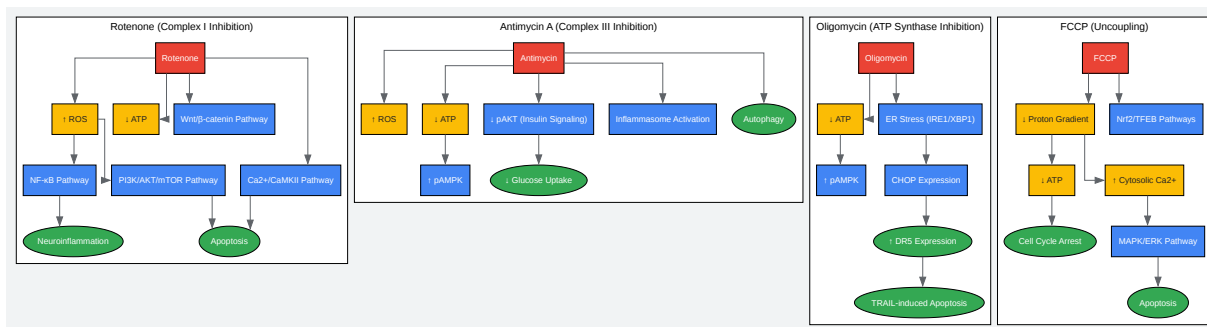 Rotenone (Complex I Inhibition)
Rotenone
↑ ROS
↓ ATP
Wnt/β-catenin Pathway
NF-κB Pathway
PI3K/AKT/mTOR Pathway
Ca2+/CaMKII Pathway
Neuroinflammation
Apoptosis
Antimycin A (Complex III Inhibition)
Antimycin
↑ ROS
↓ ATP
↓ pAKT (Insulin Signaling)
Inflammasome Activation
Autophagy
↑ pAMPK
↓ Glucose Uptake
Oligomycin (ATP Synthase Inhibition)
Oligomycin
↓ ATP
ER Stress (IRE1/XBP1)
↑ pAMPK
CHOP Expression
↑ DR5 Expression
TRAIL-induced Apoptosis
FCCP (Uncoupling)
FCCP
↓ Proton Gradient
Nrf2/TFEB Pathways
↓ ATP
↑ Cytosolic Ca2+
Cell Cycle Arrest
MAPK/ERK Pathway
Apoptosis